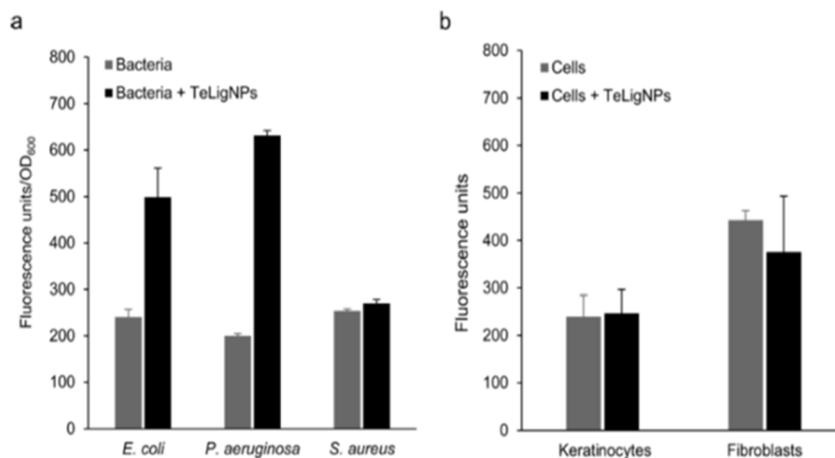 a
Fluorescence units/OD600
800
700
600
500
400
300
200
100
0
Bacteria
Bacteria + TeLigNPs
E. coli
P. aeruginosa
S. aureus
b
Fluorescence units
800
700
600
500
400
300
200
100
0
Cells
Cells + TeLigNPs
Keratinocytes
Fibroblasts